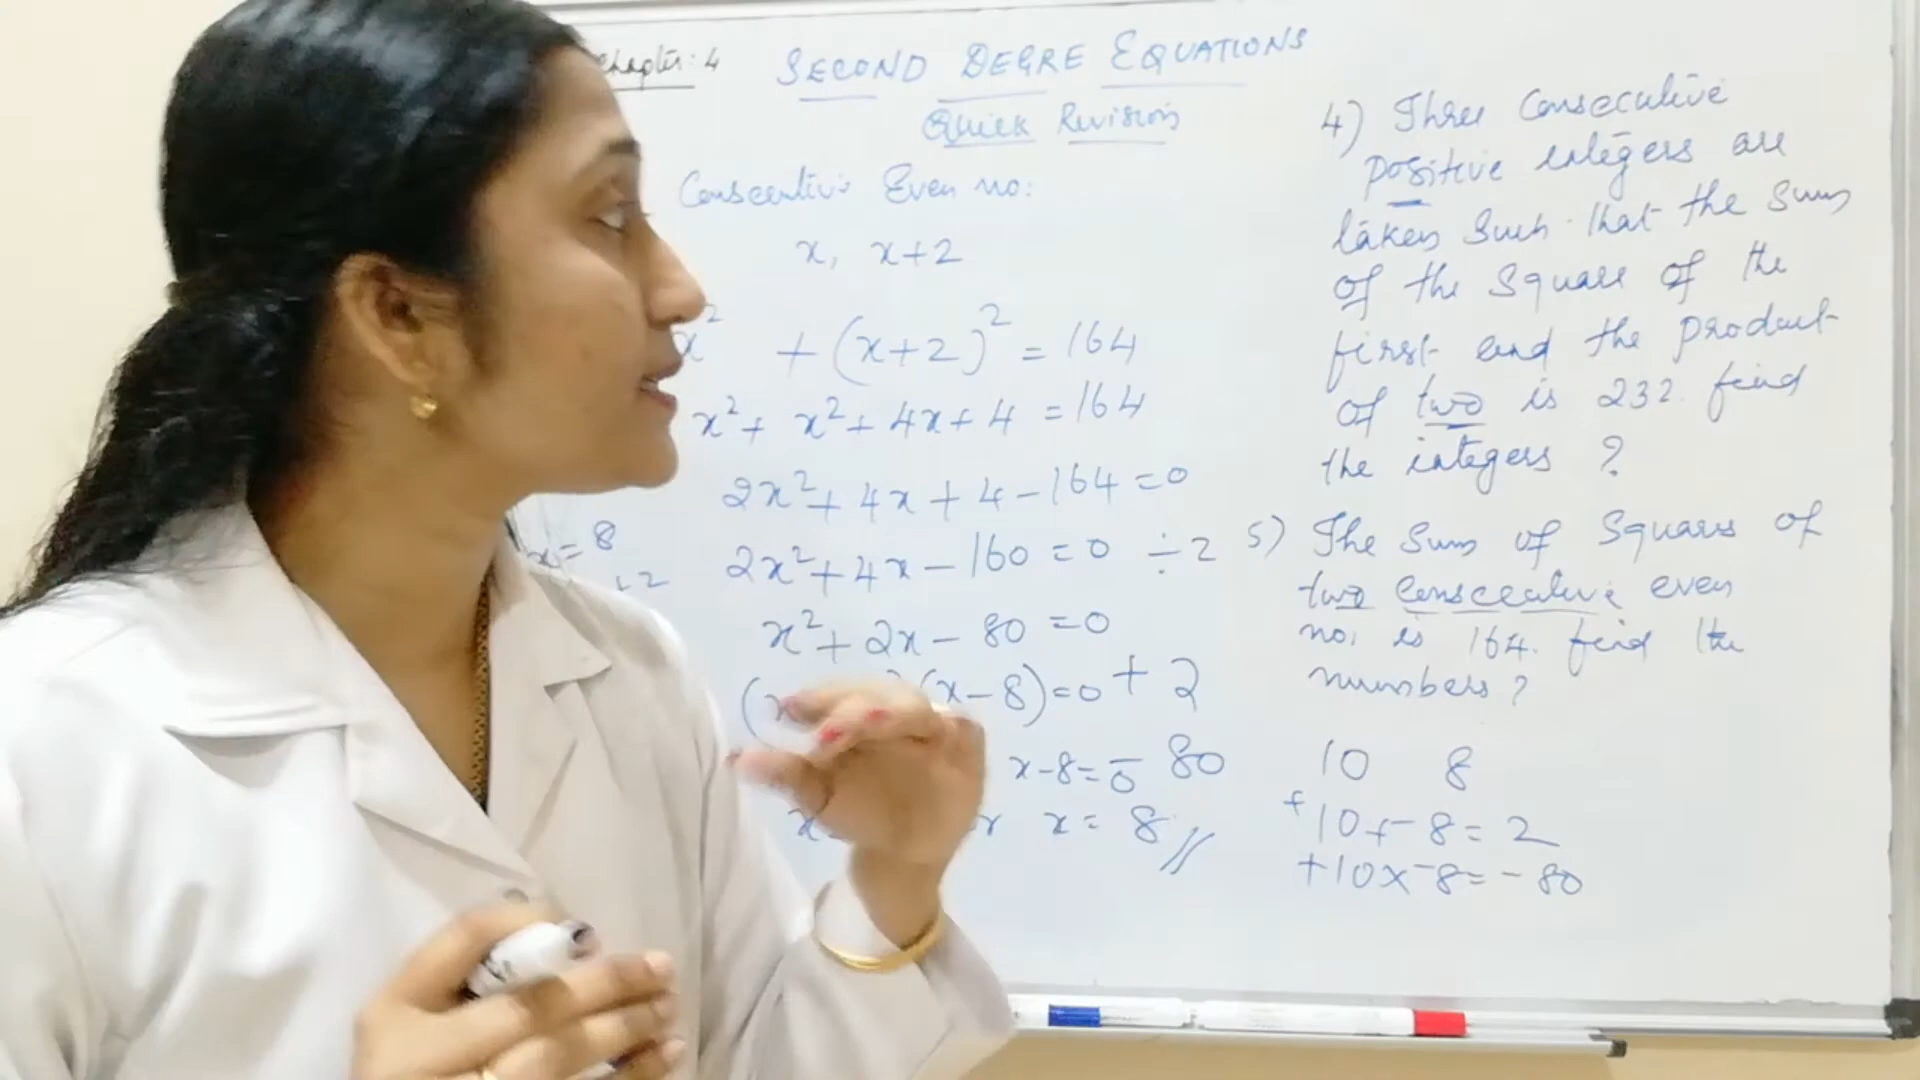 Chapter: 4
SECOND DEGRE EQUATIONS
Quick Revision
Consecutive Even no:
x, x+2
x² + (x+2)² = 164
x² + x² + 4x + 4 = 164
2x² + 4x + 4 - 164 = 0
2x² + 4x - 160 = 0 ÷ 2
x² + 2x - 80 = 0
(x-8) = 0 + 2
x-8 = 0 - 80
x = 8 //
x = 8
+2
4) Three Consecutive
positive integers are
taken such that the sum
of the square of the
first and the product
of two is 232. find
the integers ?
5) The Sum of Squares of
two consecutive even
no. is 164. find the
numbers ?
10 8
+10 + -8 = 2
+10 x -8 = -80